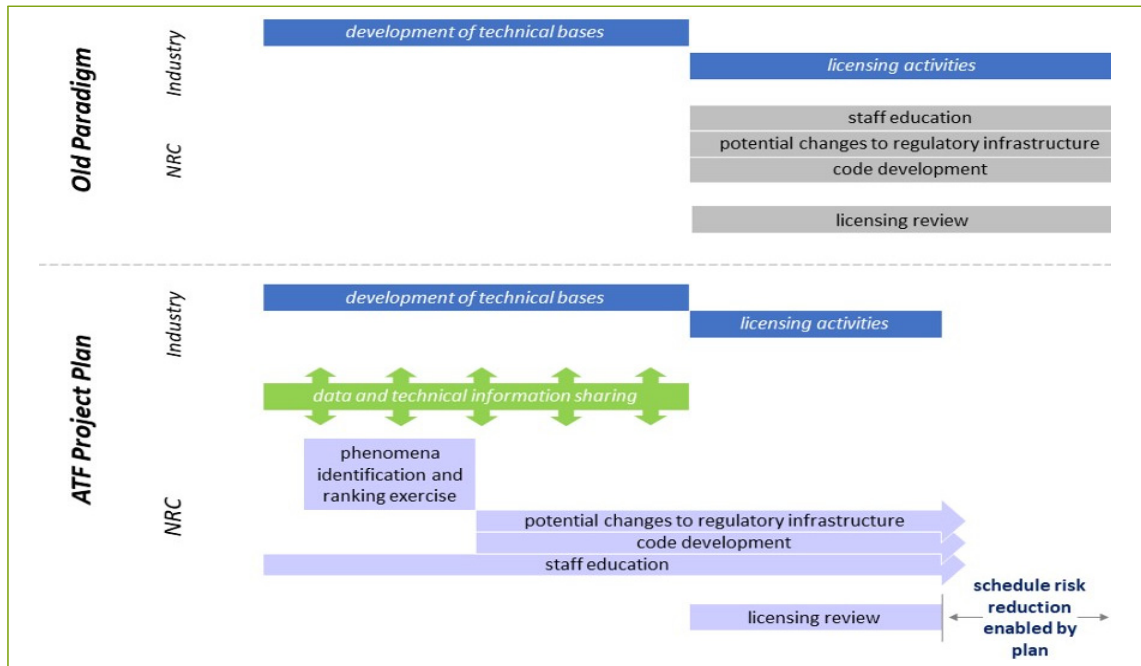 Old Paradigm
Industry
development of technical bases
licensing activities
NRC
staff education
potential changes to regulatory infrastructure
code development
licensing review
ATF Project Plan
Industry
development of technical bases
licensing activities
data and technical information sharing
NRC
phenomena
identification and
ranking exercise
potential changes to regulatory infrastructure
code development
staff education
licensing review
schedule risk
reduction
enabled by
plan